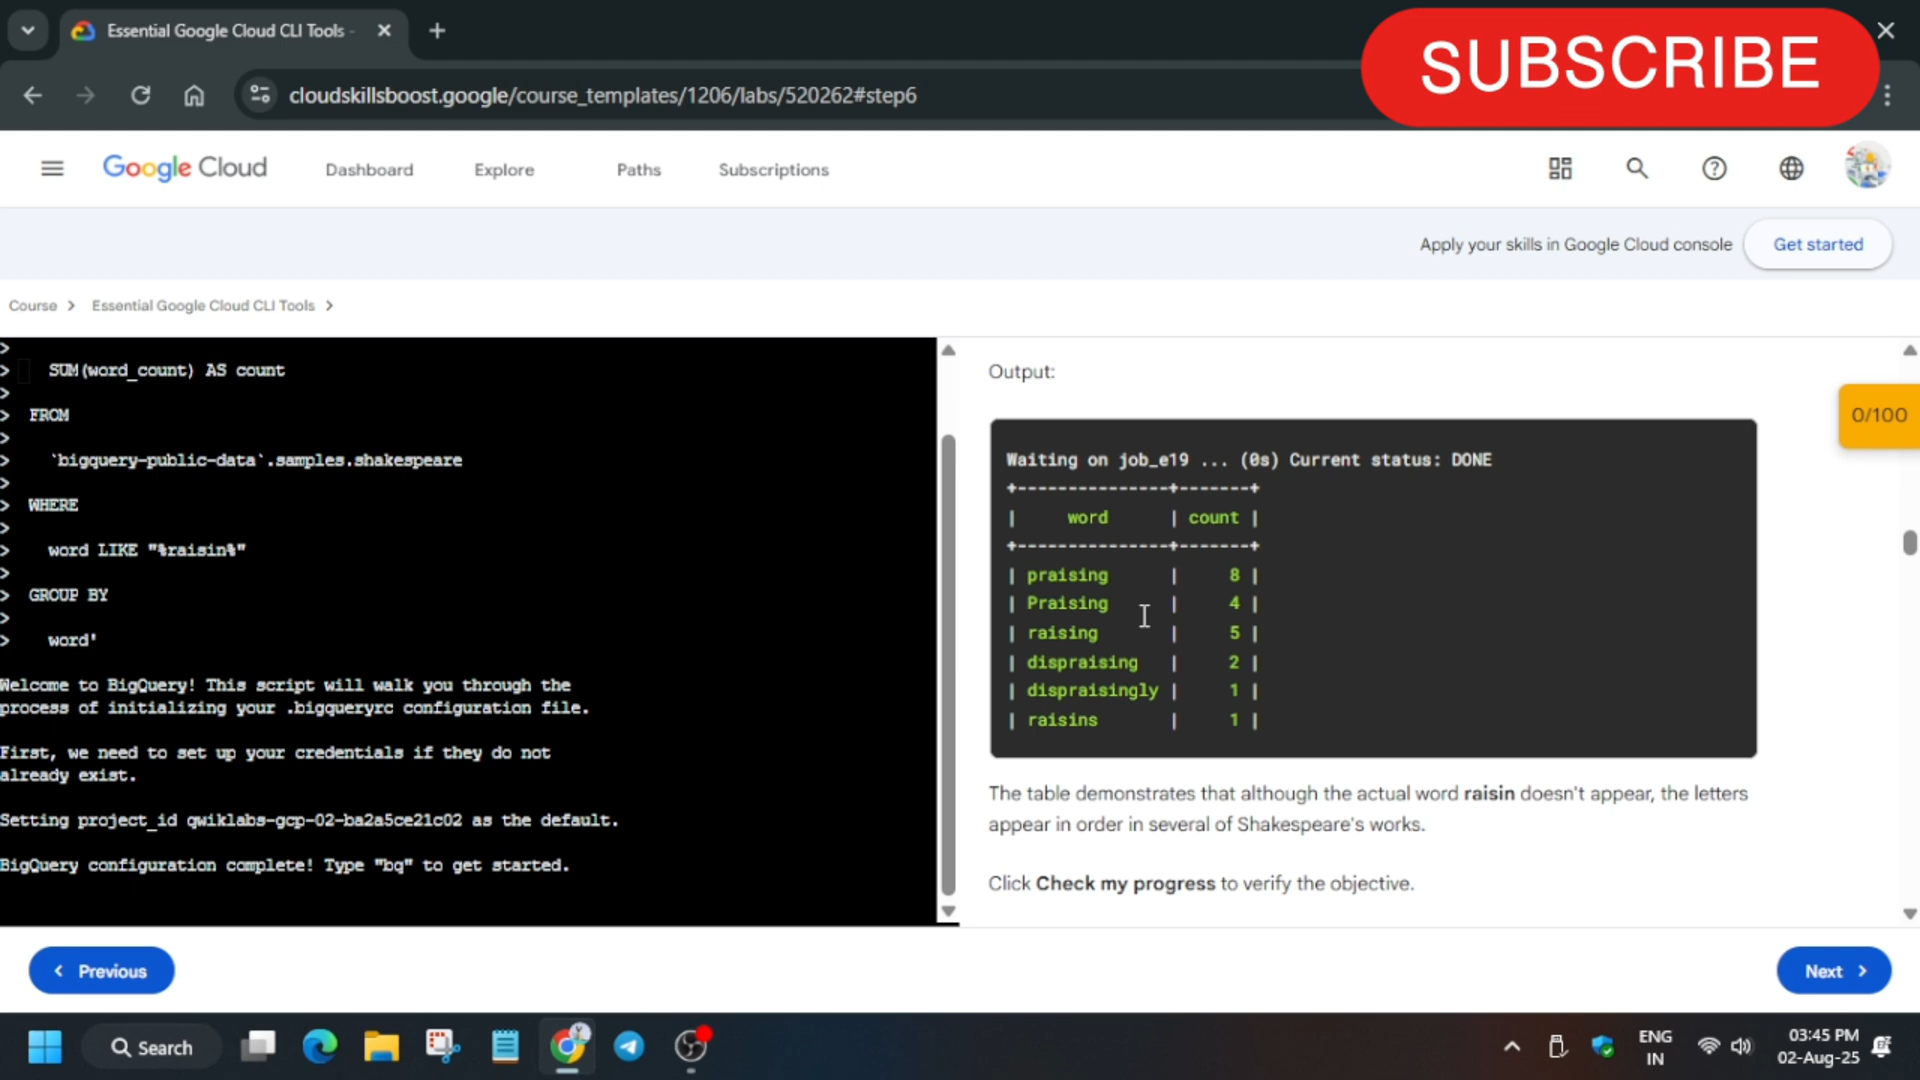 Essential Google Cloud CLI Tools -
SUBSCRIBE
cloudskillsboost.google/course_templates/1206/labs/520262#step6
Google Cloud
Dashboard
Explore
Paths
Subscriptions
Apply your skills in Google Cloud console
Get started
Course > Essential Google Cloud CLI Tools >
>
> SUM(word_count) AS count
>
> FROM
>
> `bigquery-public-data`.samples.shakespeare
>
> WHERE
>
> word LIKE "%raisin%"
>
> GROUP BY
>
> word'
Welcome to BigQuery! This script will walk you through the
process of initializing your .bigqueryrc configuration file.
First, we need to set up your credentials if they do not
already exist.
Setting project_id qwiklabs-gcp-02-ba2a5ce21c02 as the default.
BigQuery configuration complete! Type "bq" to get started.
Output:
0/100
Waiting on job_e19 ... (0s) Current status: DONE
+---------------+-------+
| word | count |
+---------------+-------+
| praising | 8 |
| Praising | 4 |
| raising | 5 |
| dispraising | 2 |
| dispraisingly | 1 |
| raisins | 1 |
The table demonstrates that although the actual word raisin doesn't appear, the letters
appear in order in several of Shakespeare's works.
Click Check my progress to verify the objective.
< Previous
Next >
Search
ENG
IN
03:45 PM
02-Aug-25